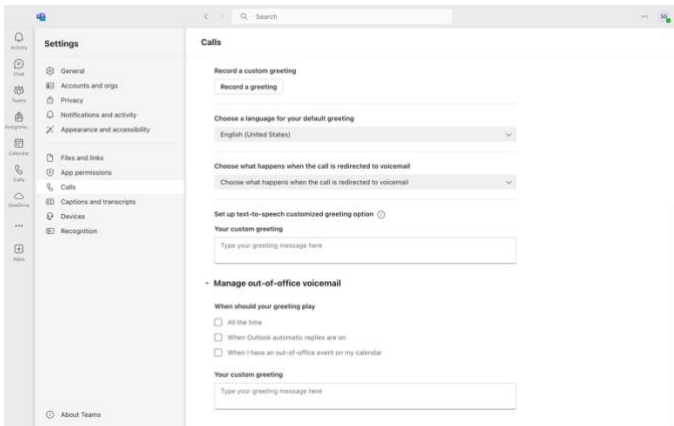 Search
SG
Activity
Chat
Teams
Assignme...
Calendar
Calls
OneDrive
Apps
Settings
General
Accounts and orgs
Privacy
Notifications and activity
Appearance and accessibility
Files and links
App permissions
Calls
Captions and transcripts
Devices
Recognition
About Teams
Calls
Record a custom greeting
Record a greeting
Choose a language for your default greeting
English (United States)
Choose what happens when the call is redirected to voicemail
Choose what happens when the call is redirected to voicemail
Set up text-to-speech customized greeting option
Your custom greeting
Type your greeting message here
Manage out-of-office voicemail
When should your greeting play
All the time
When Outlook automatic replies are on
When I have an out-of-office event on my calendar
Your custom greeting
Type your greeting message here